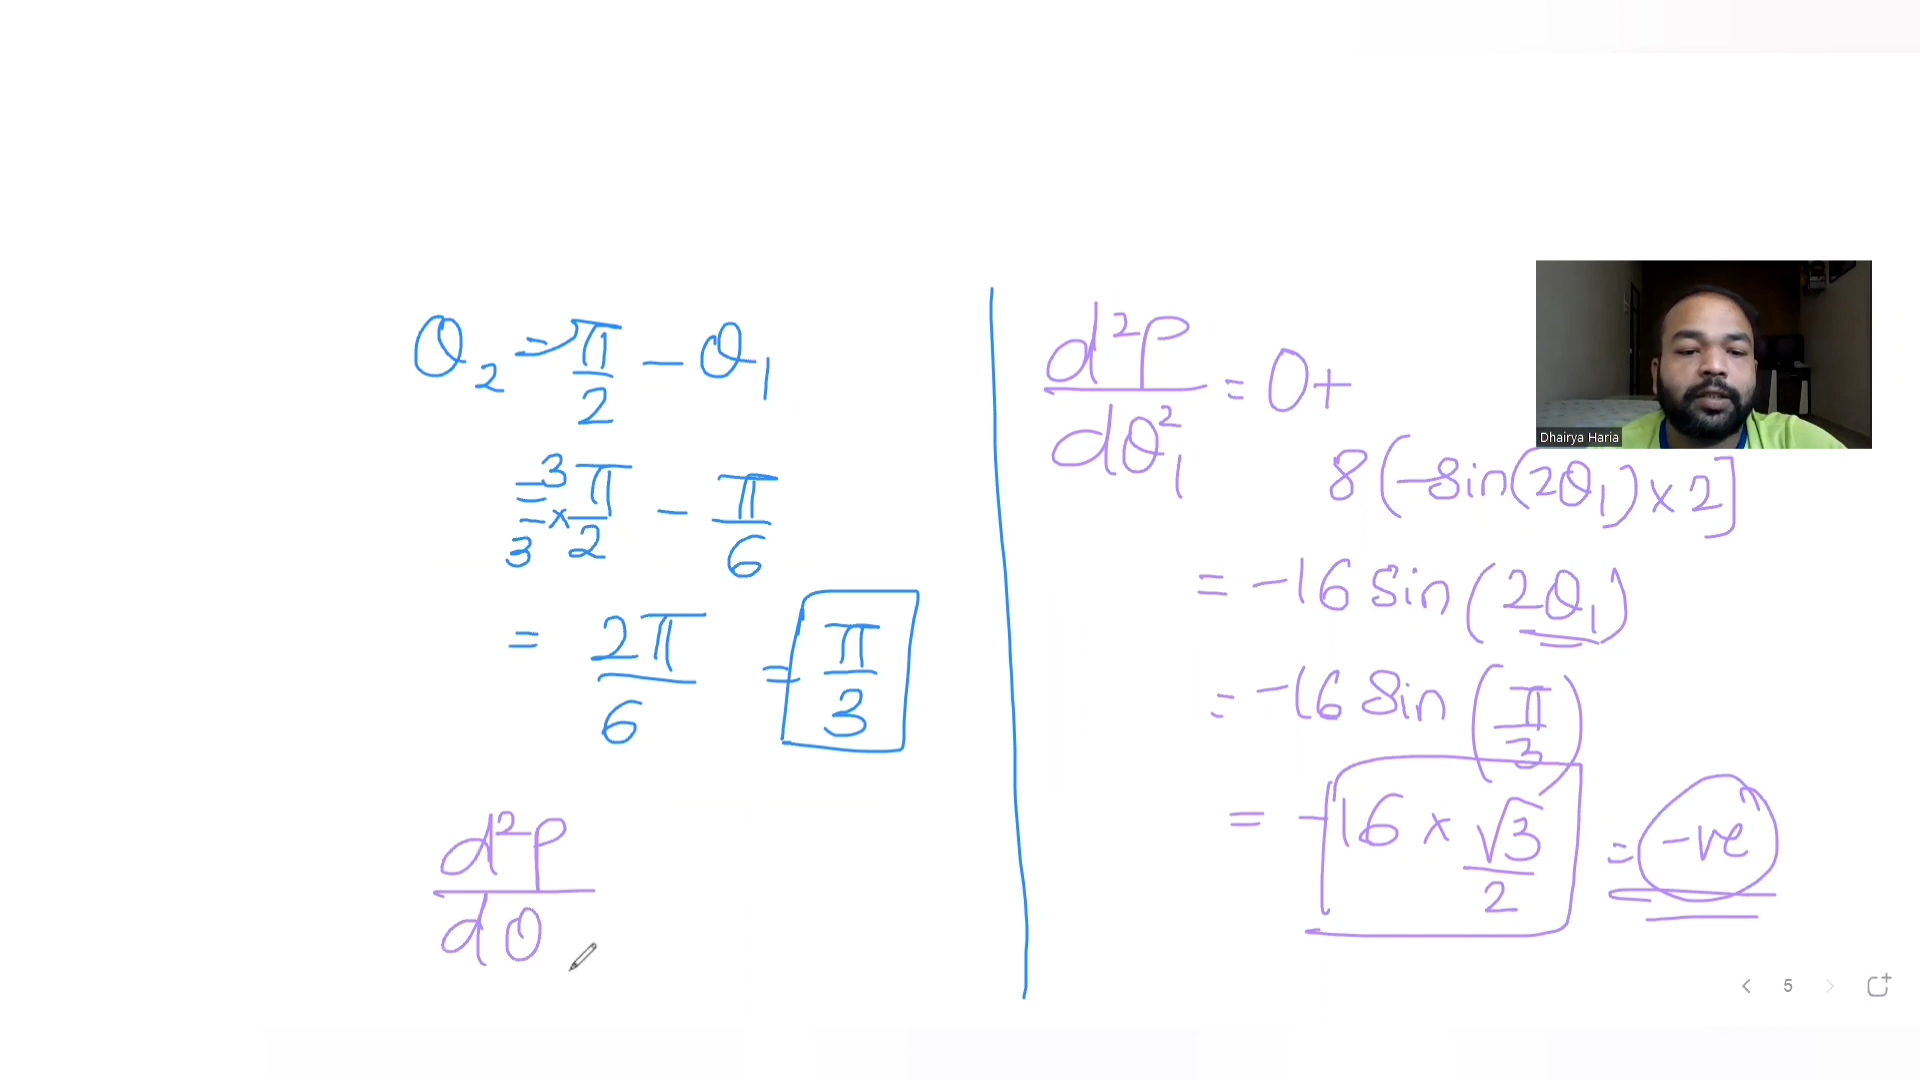 θ₂ = π/2 - θ₁
= 3/3 × π/2 - π/6
= 2π/6 = π/3
d²P/dθ
d²P/dθ₁² = 0 +
8(-sin(2θ₁) × 2]
= -16 sin(2θ₁)
= -16 sin(π/3)
= -16 × √3/2 = -ve
Dhairya Haria
5